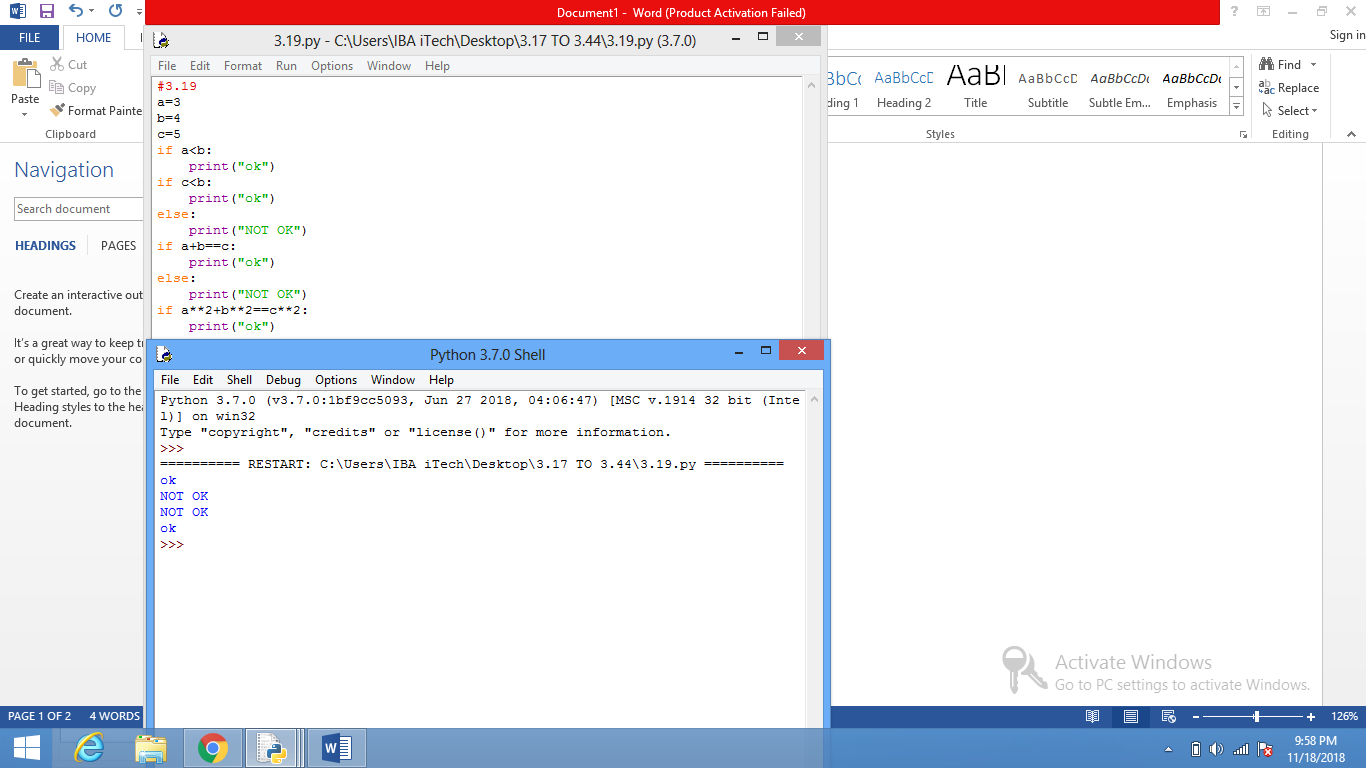 Document1 - Word (Product Activation Failed)
FILE
HOME
Sign in
Paste
Cut
Copy
Format Painte
Clipboard
AaBbCcD
AaBl
AaBbCcD
AaBbCcDc
AaBbCcDc
ding 1
Heading 2
Title
Subtitle
Subtle Em...
Emphasis
Styles
Find
Replace
Select
Editing
Navigation
Search document
HEADINGS
PAGES
Create an interactive out
document.
It's a great way to keep tr
or quickly move your co
To get started, go to the
Heading styles to the hea
document.
3.19.py - C:\Users\IBA iTech\Desktop\3.17 TO 3.44\3.19.py (3.7.0)
File Edit Format Run Options Window Help
#3.19
a=3
b=4
c=5
if a<b:
    print("ok")
if c<b:
    print("ok")
else:
    print("NOT OK")
if a+b==c:
    print("ok")
else:
    print("NOT OK")
if a**2+b**2==c**2:
    print("ok")
Python 3.7.0 Shell
File Edit Shell Debug Options Window Help
Python 3.7.0 (v3.7.0:1bf9cc5093, Jun 27 2018, 04:06:47) [MSC v.1914 32 bit (Inte
l)] on win32
Type "copyright", "credits" or "license()" for more information.
>>>
========== RESTART: C:\Users\IBA iTech\Desktop\3.17 TO 3.44\3.19.py ==========
ok
NOT OK
NOT OK
ok
>>>
Activate Windows
Go to PC settings to activate Windows.
PAGE 1 OF 2 4 WORDS
126%
9:58 PM
11/18/2018